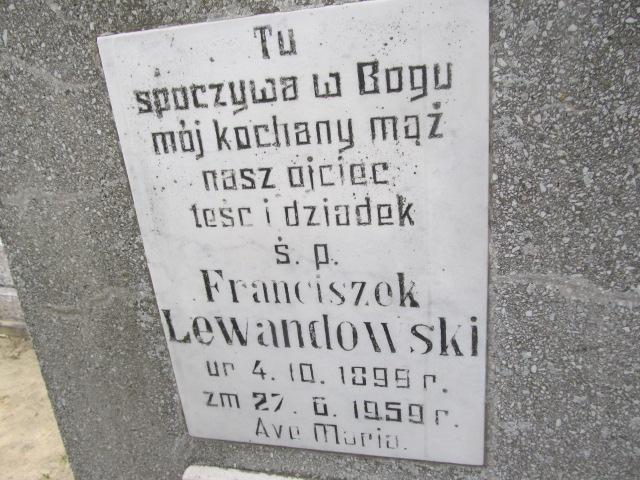 Tu
spoczywa w Bogu
mój kochany mąż
nasz ojciec
teść i dziadek
ś. p.
Franciszek
Lewandowski
ur 4. 10. 1898 r.
zm 27. 6. 1959 r.
Ave Maria.